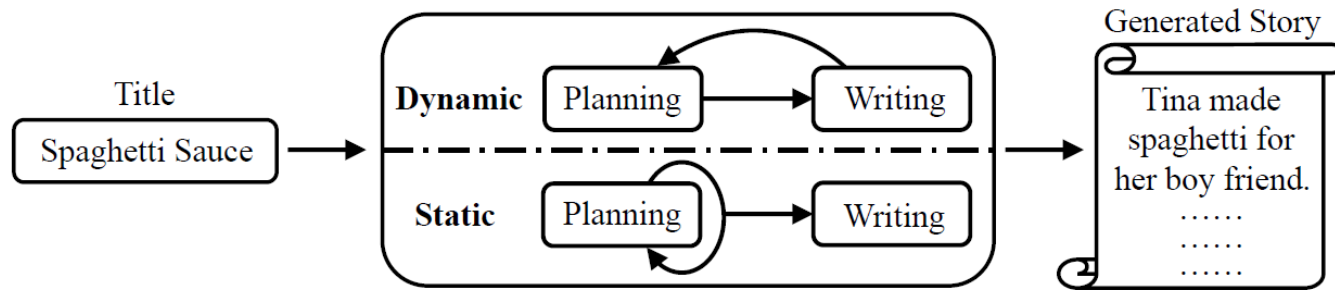 Title
Spaghetti Sauce
Dynamic
Planning
Writing
Static
Planning
Writing
Generated Story
Tina made
spaghetti for
her boy friend.
......
......
......